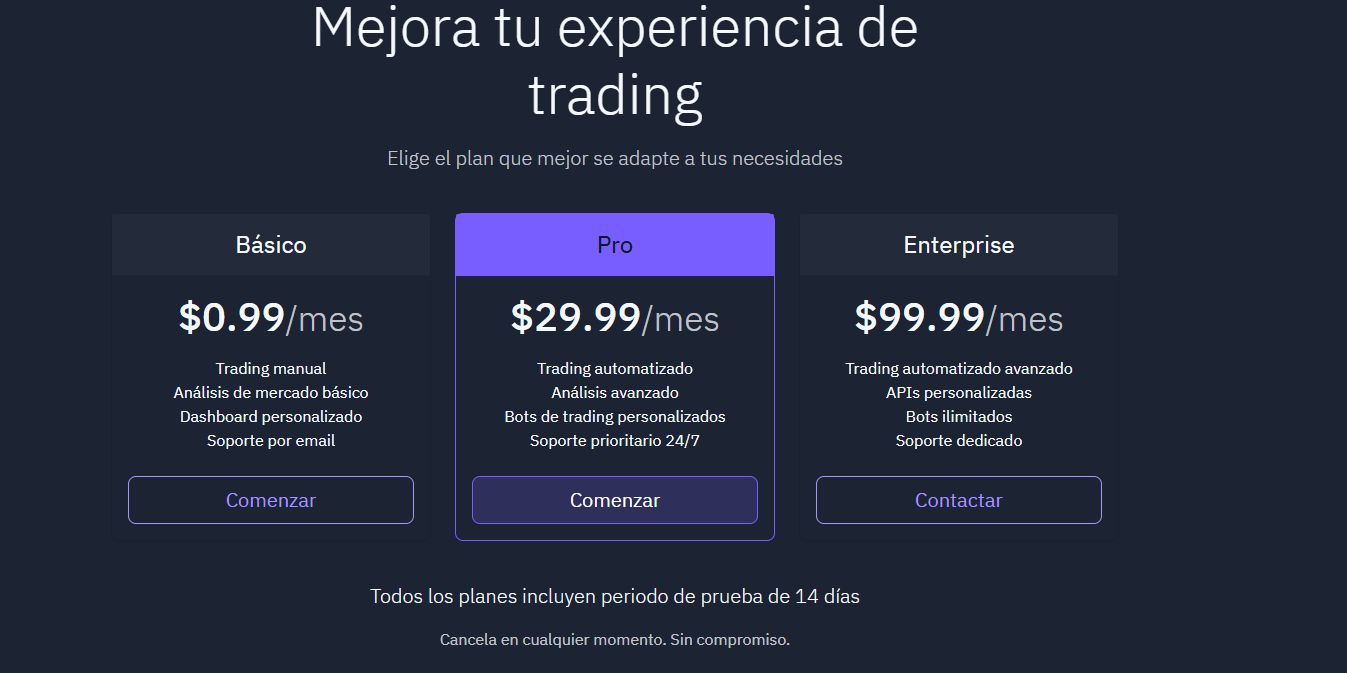 Mejora tu experiencia de
trading
Elige el plan que mejor se adapte a tus necesidades
Básico
$0.99/mes
Trading manual
Análisis de mercado básico
Dashboard personalizado
Soporte por email
Comenzar
Pro
$29.99/mes
Trading automatizado
Análisis avanzado
Bots de trading personalizados
Soporte prioritario 24/7
Comenzar
Enterprise
$99.99/mes
Trading automatizado avanzado
APIs personalizadas
Bots ilimitados
Soporte dedicado
Contactar
Todos los planes incluyen periodo de prueba de 14 días
Cancela en cualquier momento. Sin compromiso.